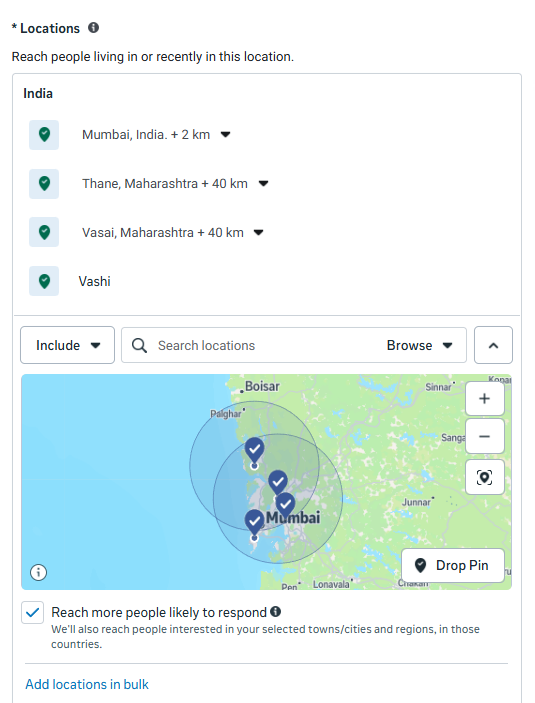 * Locations
Reach people living in or recently in this location.
India
Mumbai, India. + 2 km
Thane, Maharashtra + 40 km
Vasai, Maharashtra + 40 km
Vashi
Include
Search locations
Browse
Boisar
Palghar
Sinnar
Mumbai
Junnar
Drop Pin
Pen
Lonavala
Chakan
Reach more people likely to respond
We'll also reach people interested in your selected towns/cities and regions, in those
countries.
Add locations in bulk